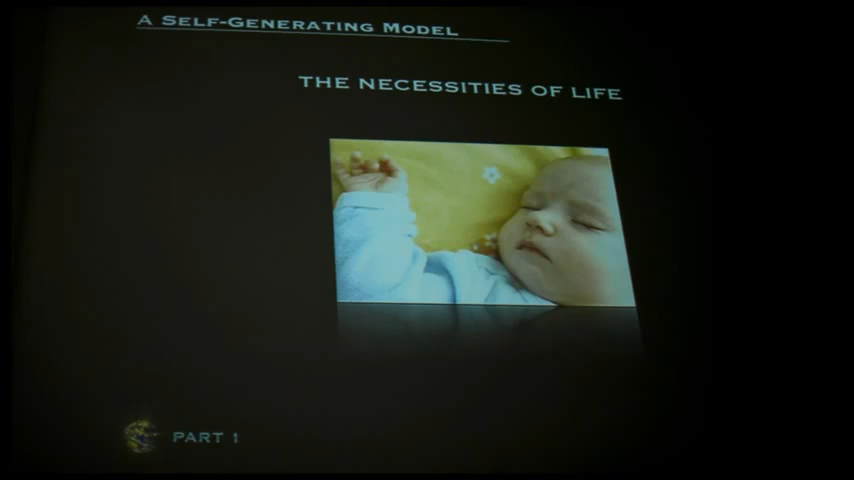 A Self-Generating Model
THE NECESSITIES OF LIFE
PART 1